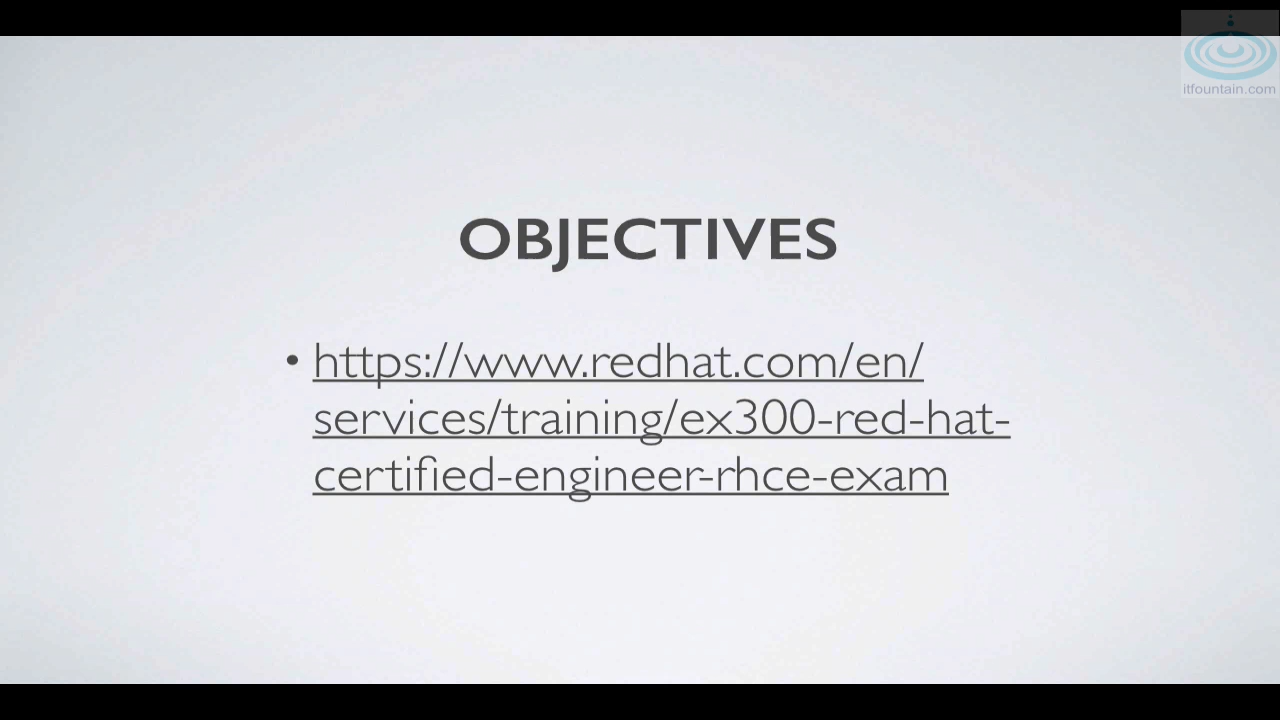 itfountain.com
OBJECTIVES
• https://www.redhat.com/en/
services/training/ex300-red-hat-
certified-engineer-rhce-exam